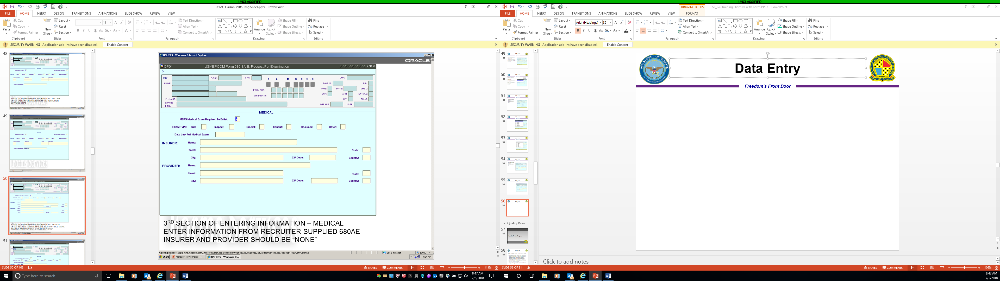 UNCLASSIFIED
USMC Liaison MIRS Trng Slides.pptx - PowerPoint
FILE HOME INSERT DESIGN TRANSITIONS ANIMATIONS SLIDE SHOW REVIEW VIEW
Cut
Copy
Format Painter
Paste
Clipboard
New Slide
Layout
Reset
Section
Slides
18
Font
Text Direction
Align Text
Convert to SmartArt
Paragraph
Arrange
Quick Styles
Shape Fill
Shape Outline
Shape Effects
Drawing
Find
Replace
Select
Editing
SECURITY WARNING Application add-ins have been disabled. Enable Content
48
2ND SECTION OF ENTERING INFORMATION - TESTING
ENTER VALID INFORMATION FROM THE RECRUITER
SUPPLIED 680AE
49
Forms Services
50
3RD SECTION OF ENTERING INFORMATION – MEDICAL
ENTER INFORMATION FROM RECRUITER-SUPPLIED 680AE
INSURER AND PROVIDER SHOULD BE "NONE"
51
USMIRS - Windows Internet Explorer
ORACLE
OP01 USMEPCOM Form 680-3A-E; Request For Examination
3
SSN: P-SSN: SPF: P A M D E M + O DOA:
NAME: P-MEPS: RID:
PROJ FOR: PMS: DAYS: DMDC:
WKID RPTD: SSN: ARN: ENTNAC:
P-LNAME: HIV: DRUG:
STATUS LINE: L-TRANS: USER:
MEDICAL
MEPS Medical Exam Required To Enlist:
EXAM TYPE: Full: Inspect: Special: Consult: Re-exam: Other:
Date Last Full Medical Exam:
INSURER: Name:
Street: State:
City: ZIP Code: Country:
PROVIDER: Name:
Street: State:
City: ZIP Code: Country:
3RD SECTION OF ENTERING INFORMATION – MEDICAL
ENTER INFORMATION FROM RECRUITER-SUPPLIED 680AE
INSURER AND PROVIDER SHOULD BE “NONE”
Local intranet 100%
Start Microsoft PowerPoint - [... USMIRS - Windows In... 9:24 AM
SLIDE 50 OF 103 NOTES COMMENTS 111%
Type here to search
8:47 AM
7/5/2018
UNCLASSIFIED
DRAWING TOOLS
SL_GC Training Slides v1 with notes.PPTX - PowerPoint
FILE HOME INSERT DESIGN TRANSITIONS ANIMATIONS SLIDE SHOW REVIEW VIEW FORMAT
Cut
Copy
Format Painter
Paste
Clipboard
New Slide
Layout
Reset
Section
Slides
Arial (Headings) 36
Font
Text Direction
Align Text
Convert to SmartArt
Paragraph
Arrange
Quick Styles
Shape Fill
Shape Outline
Shape Effects
Drawing
Find
Replace
Select
Editing
SECURITY WARNING Application add-ins have been disabled. Enable Content
49
50
51
52
53
54
55
56
Quality Revie...
57
Quality Review Program
58
DEPARTMENT OF DEFENSE
UNITED STATES OF AMERICA
Data Entry
Freedom’s Front Door
DEPARTMENT OF DEFENSE
Click to add notes
SLIDE 56 OF 91 NOTES COMMENTS 106%
8:47 AM
7/5/2018